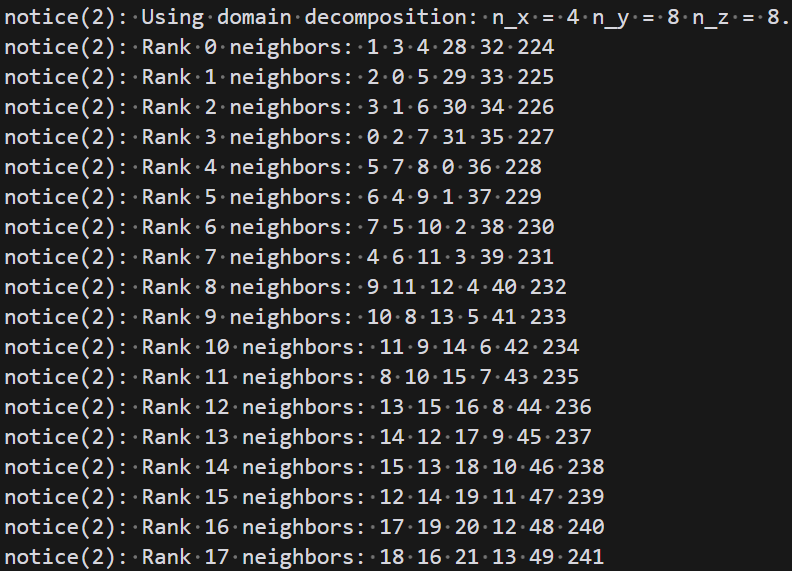 notice(2): Using domain decomposition: n_x = 4 n_y = 8 n_z = 8.
notice(2): Rank 0 neighbors: 1 3 4 28 32 224
notice(2): Rank 1 neighbors: 2 0 5 29 33 225
notice(2): Rank 2 neighbors: 3 1 6 30 34 226
notice(2): Rank 3 neighbors: 0 2 7 31 35 227
notice(2): Rank 4 neighbors: 5 7 8 0 36 228
notice(2): Rank 5 neighbors: 6 4 9 1 37 229
notice(2): Rank 6 neighbors: 7 5 10 2 38 230
notice(2): Rank 7 neighbors: 4 6 11 3 39 231
notice(2): Rank 8 neighbors: 9 11 12 4 40 232
notice(2): Rank 9 neighbors: 10 8 13 5 41 233
notice(2): Rank 10 neighbors: 11 9 14 6 42 234
notice(2): Rank 11 neighbors: 8 10 15 7 43 235
notice(2): Rank 12 neighbors: 13 15 16 8 44 236
notice(2): Rank 13 neighbors: 14 12 17 9 45 237
notice(2): Rank 14 neighbors: 15 13 18 10 46 238
notice(2): Rank 15 neighbors: 12 14 19 11 47 239
notice(2): Rank 16 neighbors: 17 19 20 12 48 240
notice(2): Rank 17 neighbors: 18 16 21 13 49 241